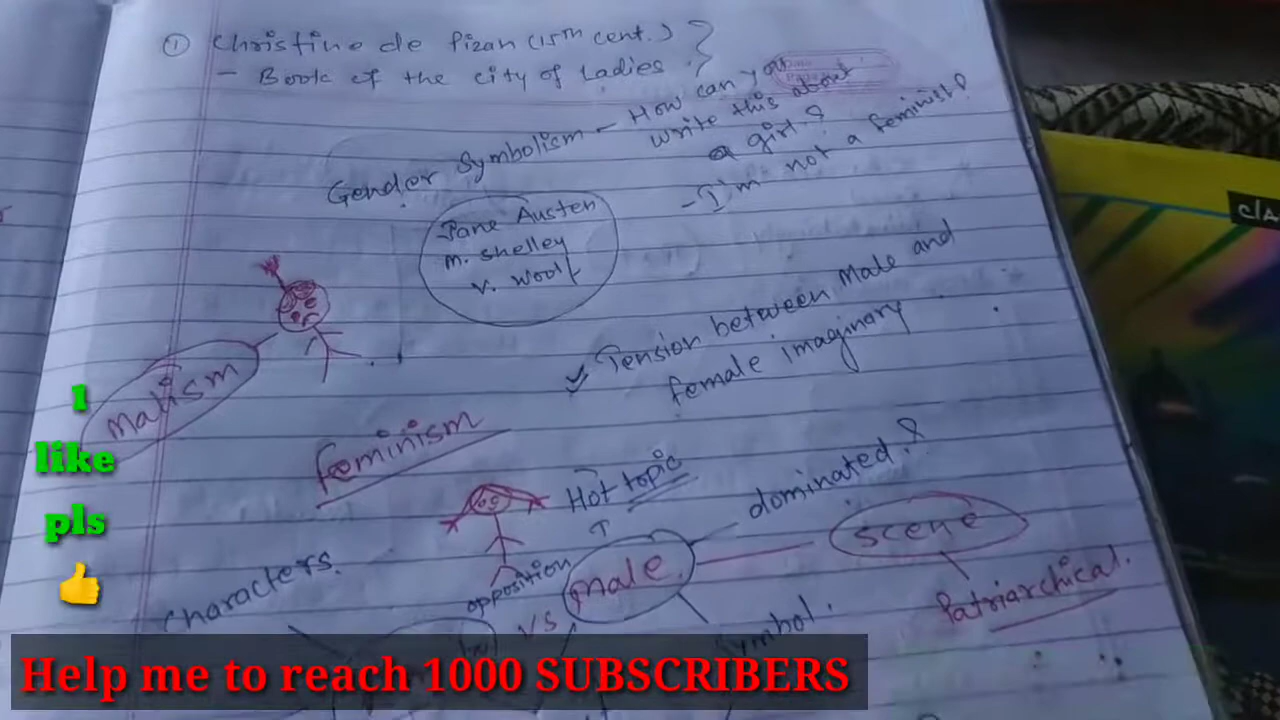 ① Christine de Pizan (15th cent.) ?
- Book of the city of Ladies ?
Gender Symbolism - How can you
write this about
a girl?
- I'm not a feminist?
Jane Austen
M. Shelley
V. Woolf
Tension between Male and
female imaginary
malism
feminism
Hot topic
dominated.?
male
scene
Patriarchical.
Characters.
opposition
VS
Symbol.
cla
1
like
pls
👍
Help me to reach 1000 SUBSCRIBERS